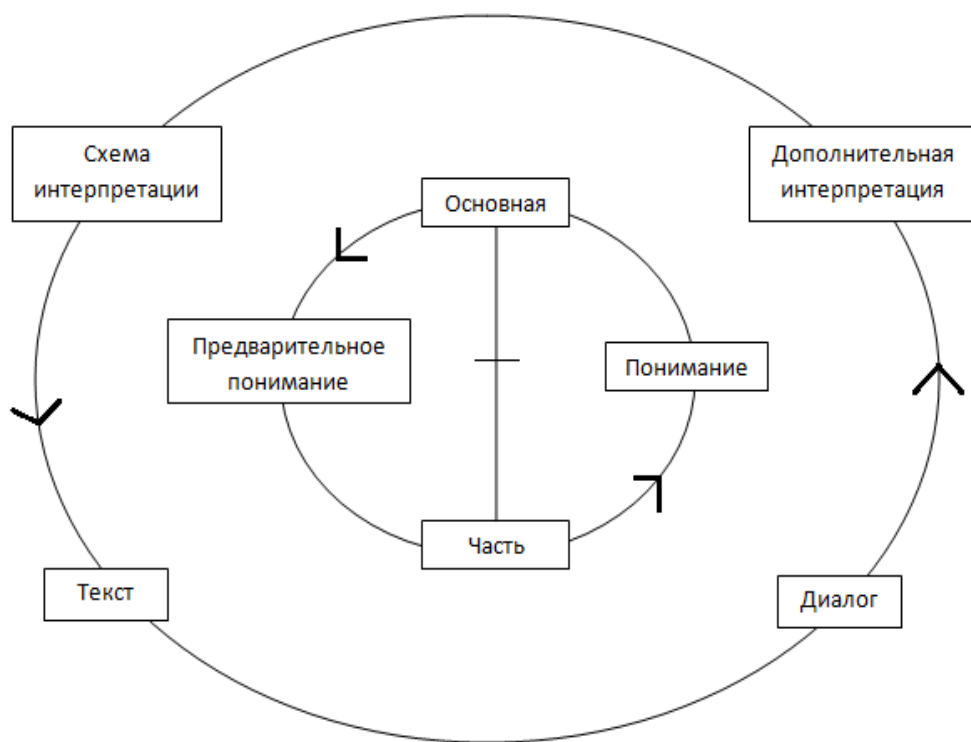 Схема
интерпретации
Дополнительная
интерпретация
Основная
Предварительное
понимание
Понимание
Часть
Текст
Диалог